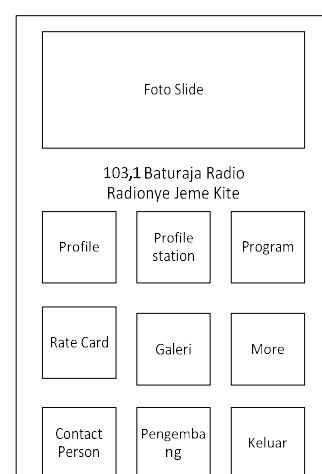 Foto Slide
103,1 Baturaja Radio
Radionye Jeme Kite
Profile
Profile
station
Program
Rate Card
Galeri
More
Contact
Person
Pengemba
ng
Keluar